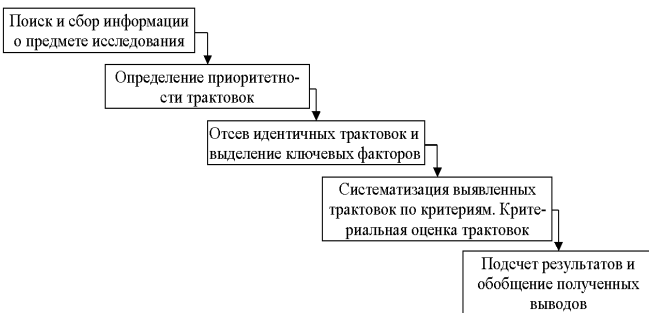 Поиск и сбор информации
о предмете исследования
Определение приоритетно-
сти трактовок
Отсев идентичных трактовок и
выделение ключевых факторов
Систематизация выявленных
трактовок по критериям. Крите-
риальная оценка трактовок
Подсчет результатов и
обобщение полученных
выводов